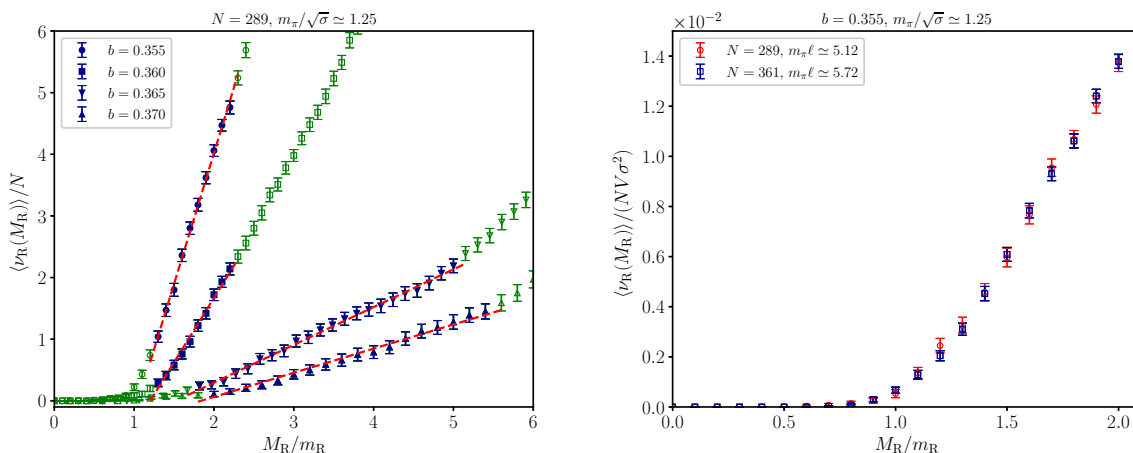 N = 289, m_π/√σ ≃ 1.25
b = 0.355
b = 0.360
b = 0.365
b = 0.370
⟨ν_R(M_R)⟩/N
6
5
4
3
2
1
0
0 1 2 3 4 5 6
M_R/m_R
b = 0.355, m_π/√σ ≃ 1.25
×10⁻²
N = 289, m_πℓ ≃ 5.12
N = 361, m_πℓ ≃ 5.72
⟨ν_R(M_R)⟩/(NVσ²)
1.4
1.2
1.0
0.8
0.6
0.4
0.2
0.0
0.0 0.5 1.0 1.5 2.0
M_R/m_R